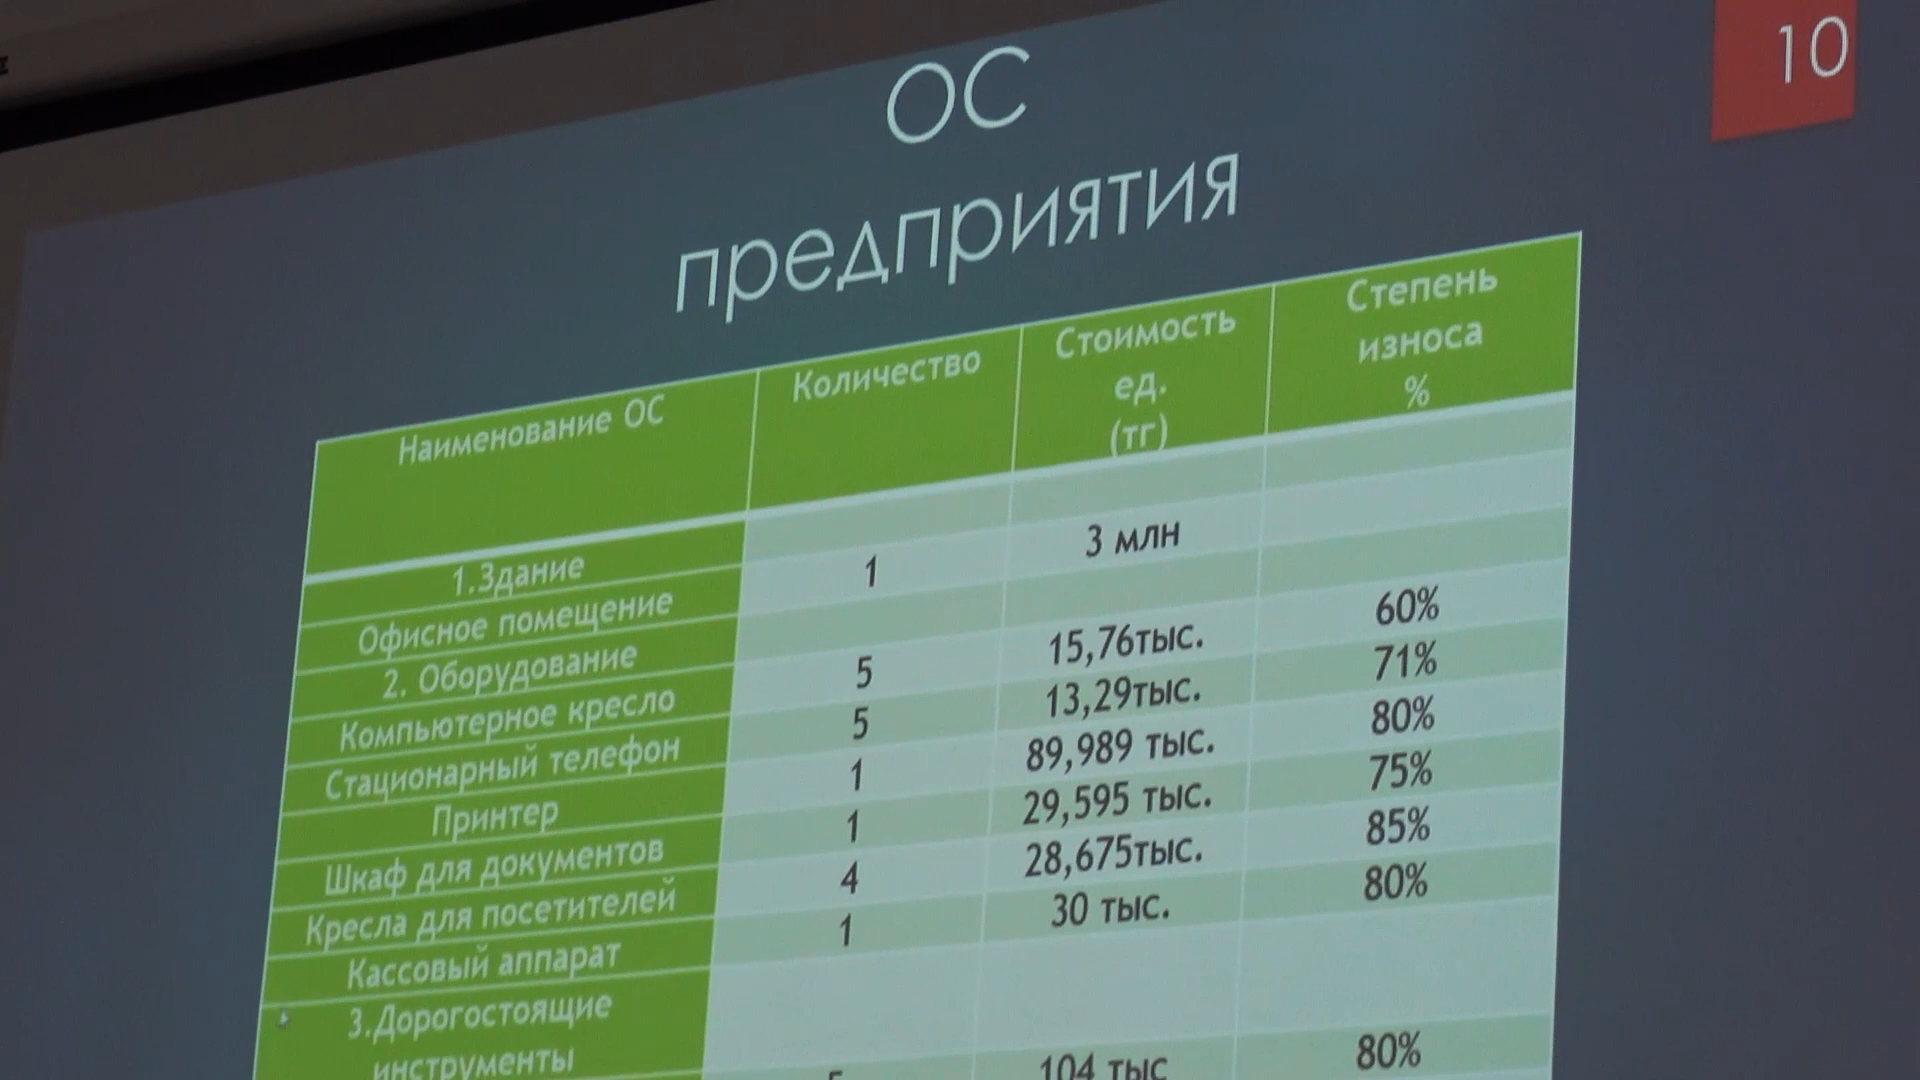 10
ОС
предприятия
Наименование ОС Количество Стоимость ед. (тг) Степень износа %
1.Здание
Офисное помещение 1 3 млн
2. Оборудование
Компьютерное кресло 5 15,76тыс. 60%
Стационарный телефон 5 13,29тыс. 71%
Принтер 1 89,989 тыс. 80%
Шкаф для документов 1 29,595 тыс. 75%
Кресла для посетителей 4 28,675тыс. 85%
Кассовый аппарат 1 30 тыс. 80%
3.Дорогостоящие
инструменты
104 тыс 80%